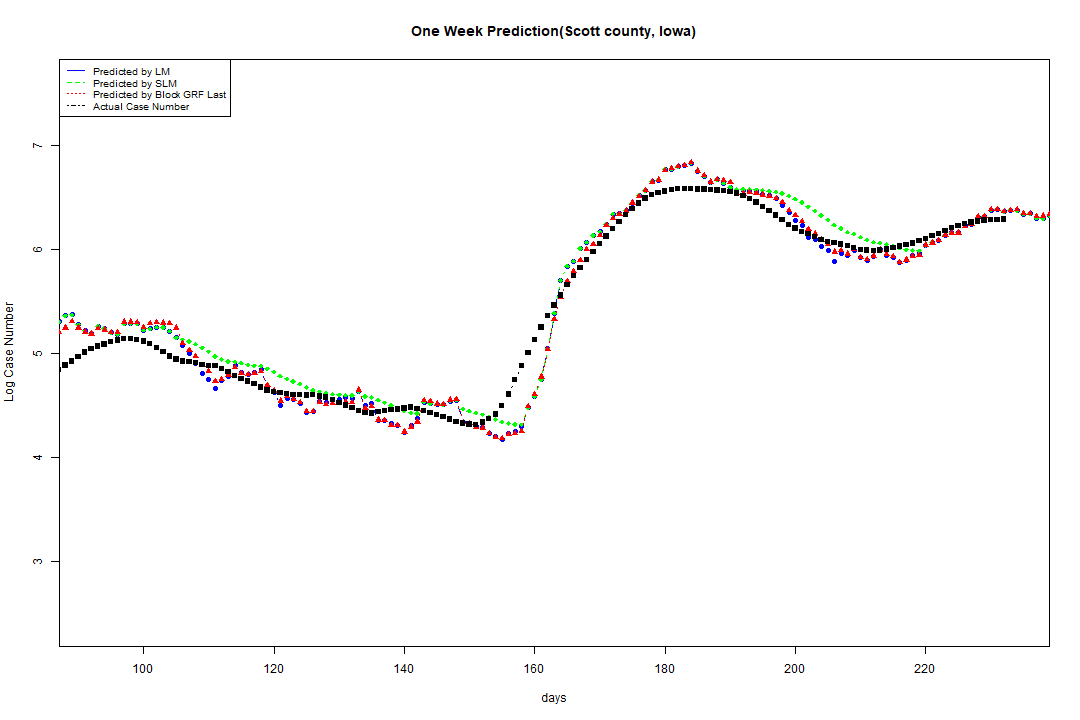 One Week Prediction(Scott county, Iowa)
Predicted by LM
Predicted by SLM
Predicted by Block GRF Last
Actual Case Number
Log Case Number
7
6
5
4
3
100 120 140 160 180 200 220
days